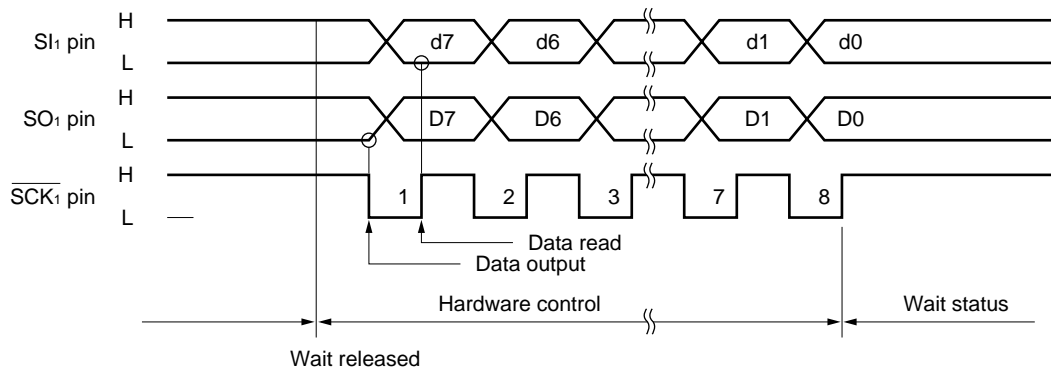 H
SI₁ pin d7 d6 d1 d0
L
H
SO₁ pin D7 D6 D1 D0
L
H
SCK₁ pin 1 2 3 7 8
L
Data read
Data output
Hardware control Wait status
Wait released